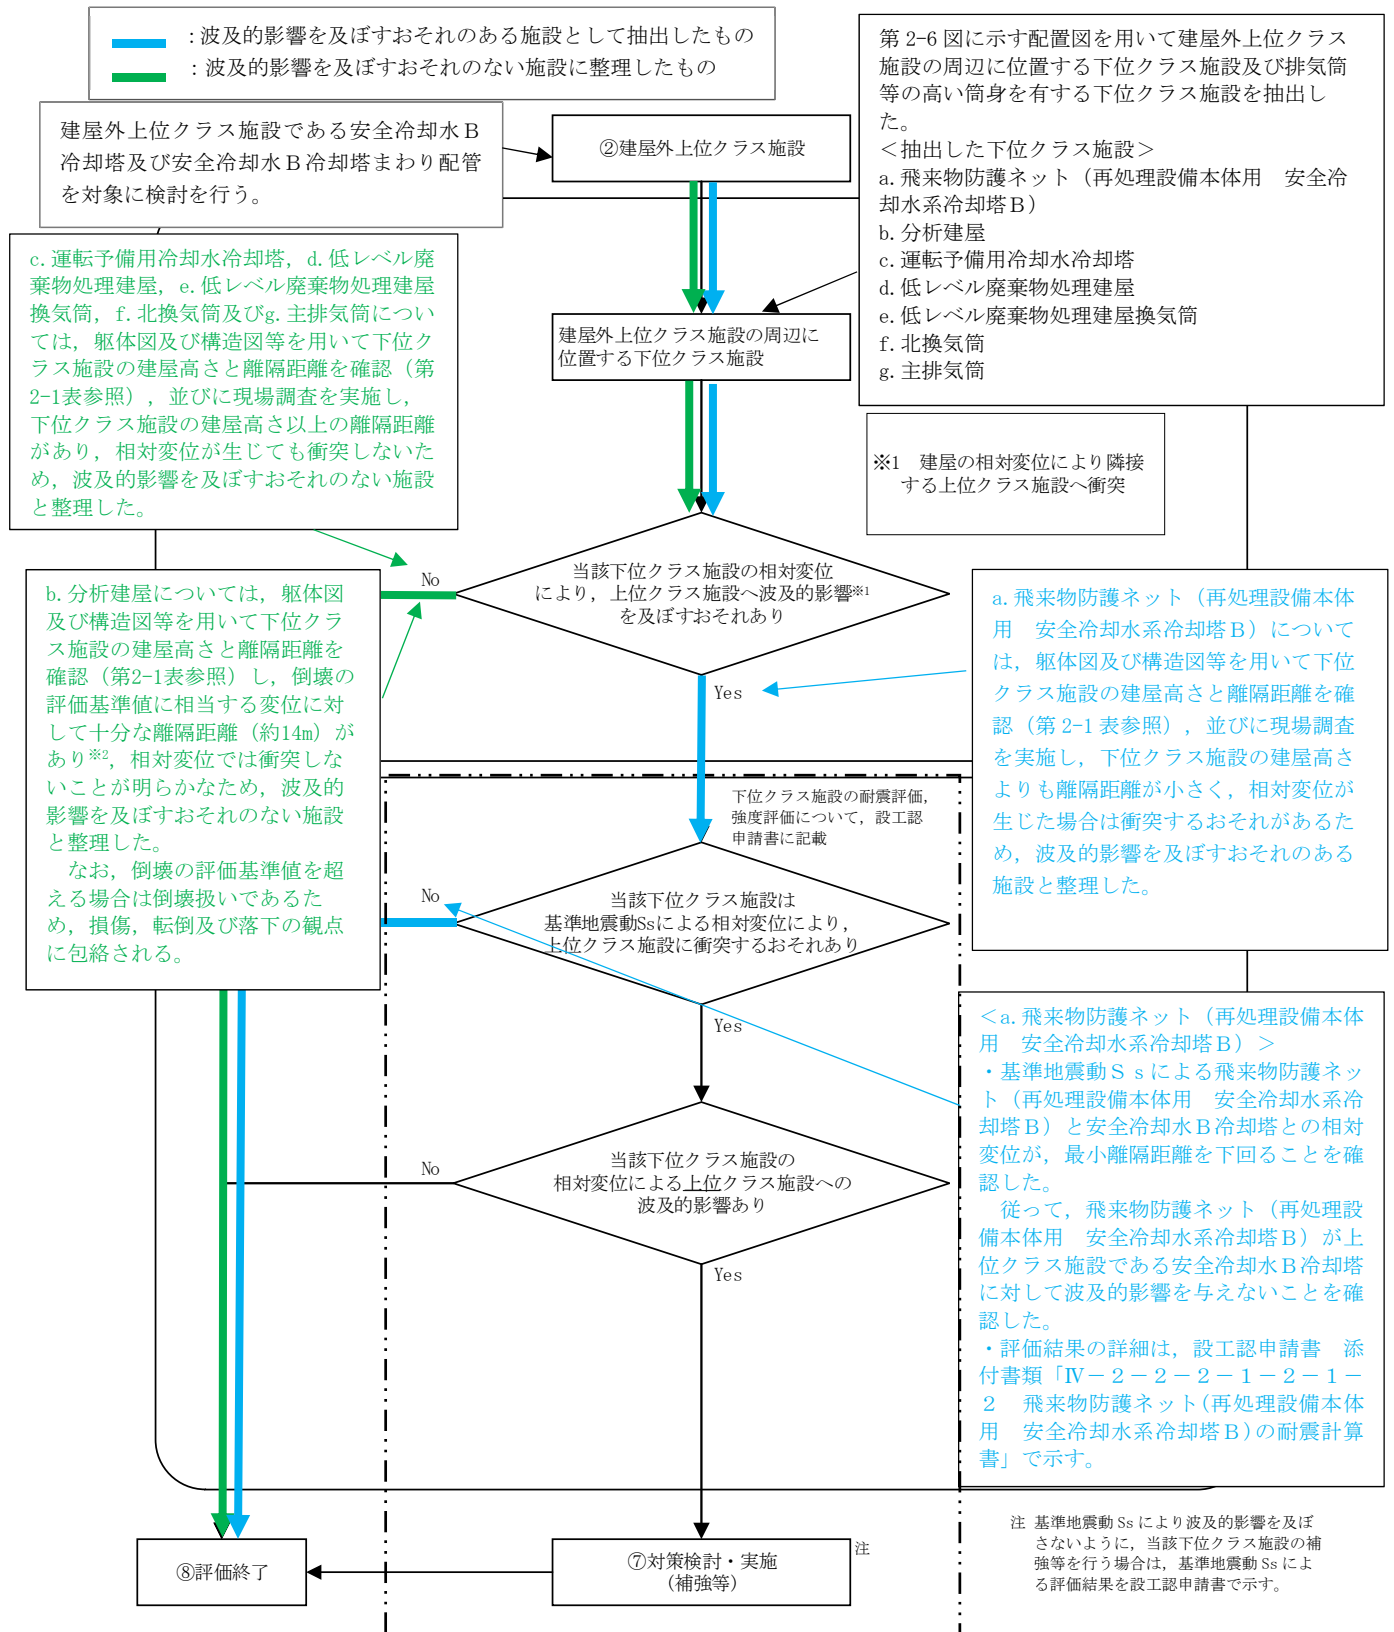 ：波及的影響を及ぼすおそれのある施設として抽出したもの
：波及的影響を及ぼすおそれのない施設に整理したもの
建屋外上位クラス施設である安全冷却水Ｂ
冷却塔及び安全冷却水Ｂ冷却塔まわり配管
を対象に検討を行う。
②建屋外上位クラス施設
第 2-6 図に示す配置図を用いて建屋外上位クラス
施設の周辺に位置する下位クラス施設及び排気筒
等の高い筒身を有する下位クラス施設を抽出し
た。
＜抽出した下位クラス施設＞
a. 飛来物防護ネット（再処理設備本体用　安全冷
却水系冷却塔Ｂ）
b. 分析建屋
c. 運転予備用冷却水冷却塔
d. 低レベル廃棄物処理建屋
e. 低レベル廃棄物処理建屋換気筒
f. 北換気筒
g. 主排気筒
c. 運転予備用冷却水冷却塔，d. 低レベル廃
棄物処理建屋，e. 低レベル廃棄物処理建屋
換気筒，f. 北換気筒及びg. 主排気筒につい
ては，躯体図及び構造図等を用いて下位ク
ラス施設の建屋高さと離隔距離を確認（第
2-1表参照），並びに現場調査を実施し，
下位クラス施設の建屋高さ以上の離隔距離
があり，相対変位が生じても衝突しないた
め，波及的影響を及ぼすおそれのない施設
と整理した。
建屋外上位クラス施設の周辺に
位置する下位クラス施設
※1　建屋の相対変位により隣接
する上位クラス施設へ衝突
当該下位クラス施設の相対変位
により，上位クラス施設へ波及的影響※1
を及ぼすおそれあり
No
Yes
b. 分析建屋については，躯体図
及び構造図等を用いて下位クラ
ス施設の建屋高さと離隔距離を
確認（第2-1表参照）し，倒壊の
評価基準値に相当する変位に対
して十分な離隔距離（約14m）が
あり※2，相対変位では衝突しな
いことが明らかなため，波及的
影響を及ぼすおそれのない施設
と整理した。
　なお，倒壊の評価基準値を超
える場合は倒壊扱いであるた
め，損傷，転倒及び落下の観点
に包絡される。
a. 飛来物防護ネット（再処理設備本体
用　安全冷却水系冷却塔Ｂ）について
は，躯体図及び構造図等を用いて下位
クラス施設の建屋高さと離隔距離を確
認（第 2-1 表参照），並びに現場調査
を実施し，下位クラス施設の建屋高さ
よりも離隔距離が小さく，相対変位が
生じた場合は衝突するおそれがあるた
め，波及的影響を及ぼすおそれのある
施設と整理した。
下位クラス施設の耐震評価，
強度評価について，設工認
申請書に記載
当該下位クラス施設は
基準地震動Ssによる相対変位により，
上位クラス施設に衝突するおそれあり
No
Yes
＜a. 飛来物防護ネット（再処理設備本体
用　安全冷却水系冷却塔Ｂ）＞
・基準地震動Ｓｓによる飛来物防護ネッ
ト（再処理設備本体用　安全冷却水系冷
却塔Ｂ）と安全冷却水Ｂ冷却塔との相対
変位が，最小離隔距離を下回ることを確
認した。
　従って，飛来物防護ネット（再処理設
備本体用　安全冷却水系冷却塔Ｂ）が上
位クラス施設である安全冷却水Ｂ冷却塔
に対して波及的影響を与えないことを確
認した。
・評価結果の詳細は，設工認申請書　添
付書類「Ⅳ－２－２－２－１－２－１－
２　飛来物防護ネット(再処理設備本体
用　安全冷却水系冷却塔Ｂ)の耐震計算
書」で示す。
当該下位クラス施設の
相対変位による上位クラス施設への
波及的影響あり
No
Yes
注 基準地震動 Ss により波及的影響を及ぼ
さないように，当該下位クラス施設の補
強等を行う場合は，基準地震動 Ss によ
る評価結果を設工認申請書で示す。
⑧評価終了
⑦対策検討・実施
（補強等）
注